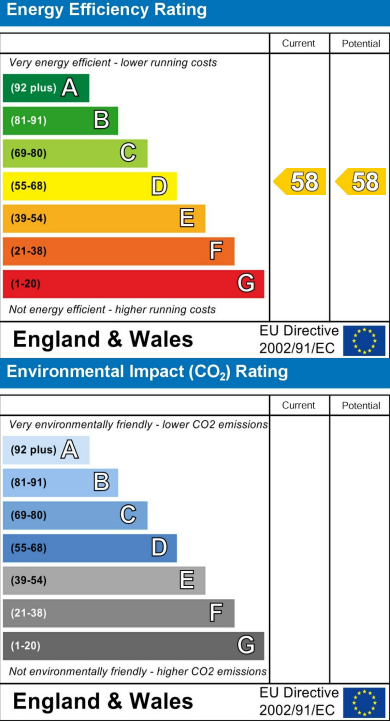 Energy Efficiency Rating
Current Potential
Very energy efficient - lower running costs
(92 plus) A
(81-91) B
(69-80) C
(55-68) D 58 58
(39-54) E
(21-38) F
(1-20) G
Not energy efficient - higher running costs
England & Wales EU Directive
2002/91/EC
Environmental Impact (CO₂) Rating
Current Potential
Very environmentally friendly - lower CO2 emissions
(92 plus) A
(81-91) B
(69-80) C
(55-68) D
(39-54) E
(21-38) F
(1-20) G
Not environmentally friendly - higher CO2 emissions
England & Wales EU Directive
2002/91/EC